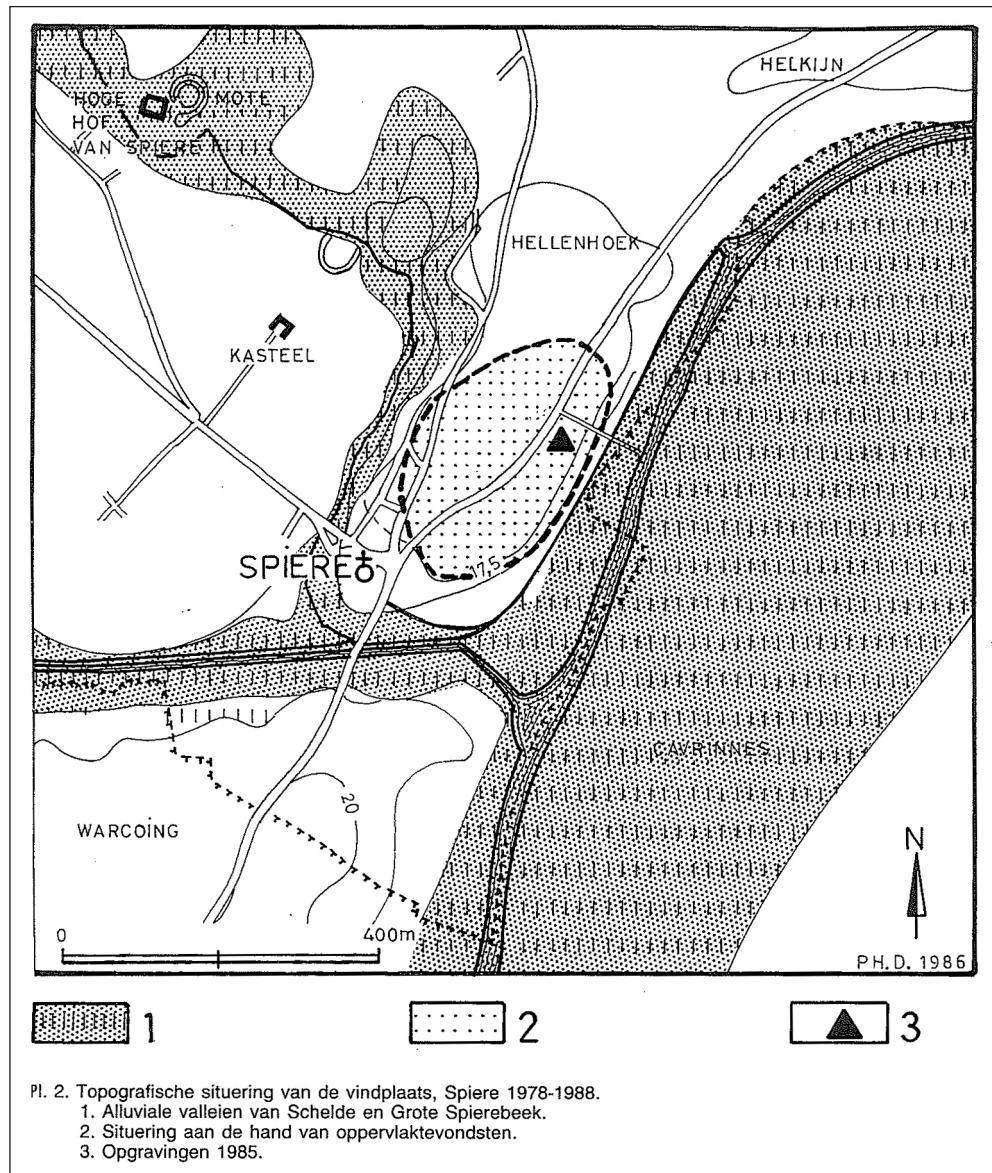 HELKIJN
HOGE MOTE
HOF
VAN SPIERE
HELLENHOEK
KASTEEL
SPIERE
17,5
CAVRINNES
WARCOING
20
N
0 400m
PH.D. 1986
1 2 3
Pl. 2. Topografische situering van de vindplaats, Spiere 1978-1988.
1. Alluviale valleien van Schelde en Grote Spierebeek.
2. Situering aan de hand van oppervlaktevondsten.
3. Opgravingen 1985.